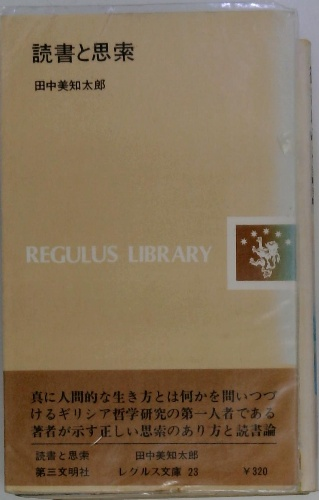 読書と思索
田中美知太郎
REGULUS LIBRARY
真に人間的な生き方とは何かを問いつづ
けるギリシア哲学研究の第一人者である
著者が示す正しい思索のあり方と読書論
読書と思索 田中美知太郎
第三文明社 レグルス文庫 23 ¥320